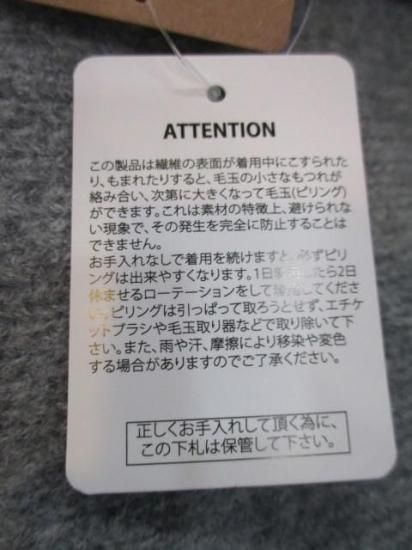 ATTENTION
この製品は繊維の表面が着用中にこすられた
り、もまれたりすると、毛玉の小さなもつれが
絡み合い、次第に大きくなって毛玉(ピリング)
ができます。これは素材の特徴上、避けられな
い現象で、その発生を完全に防止することは
できません。
お手入れなしで着用を続けますと、必ずピリ
ングは出来やすくなります。1日着用したら2日
休ませるローテーションをして着用してくださ
い。ピリングは引っぱって取ろうとせず、エチケ
ットブラシや毛玉取り器などで取り除いて下
さい。また、雨や汗、摩擦により移染や変色
する場合がありますのでご了承ください。
正しくお手入れして頂く為に、
この下札は保管して下さい。